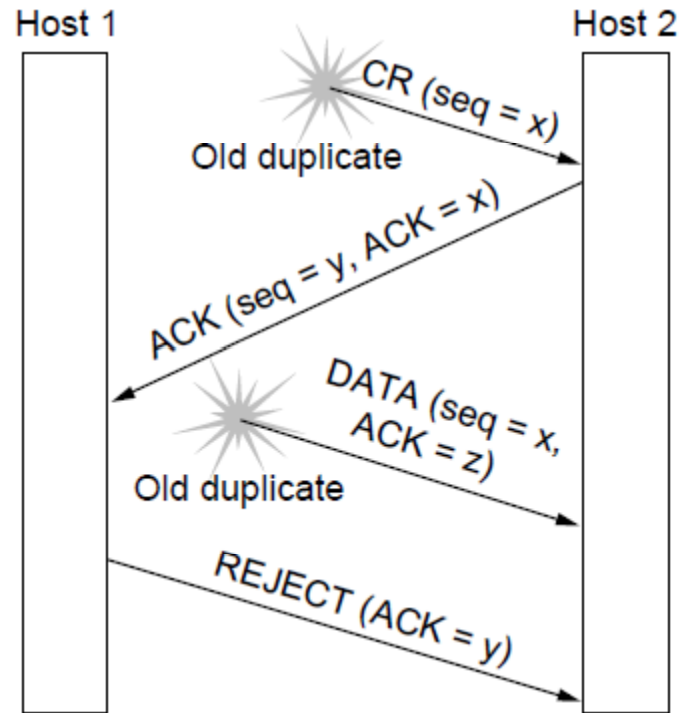 Host 1
Host 2
CR (seq = x)
Old duplicate
ACK (seq = y, ACK = x)
DATA (seq = x,
ACK = z)
Old duplicate
REJECT (ACK = y)